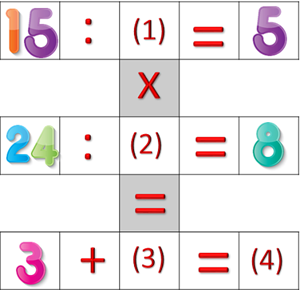 15 : (1) = 5
X
24 : (2) = 8
=
3 + (3) = (4)